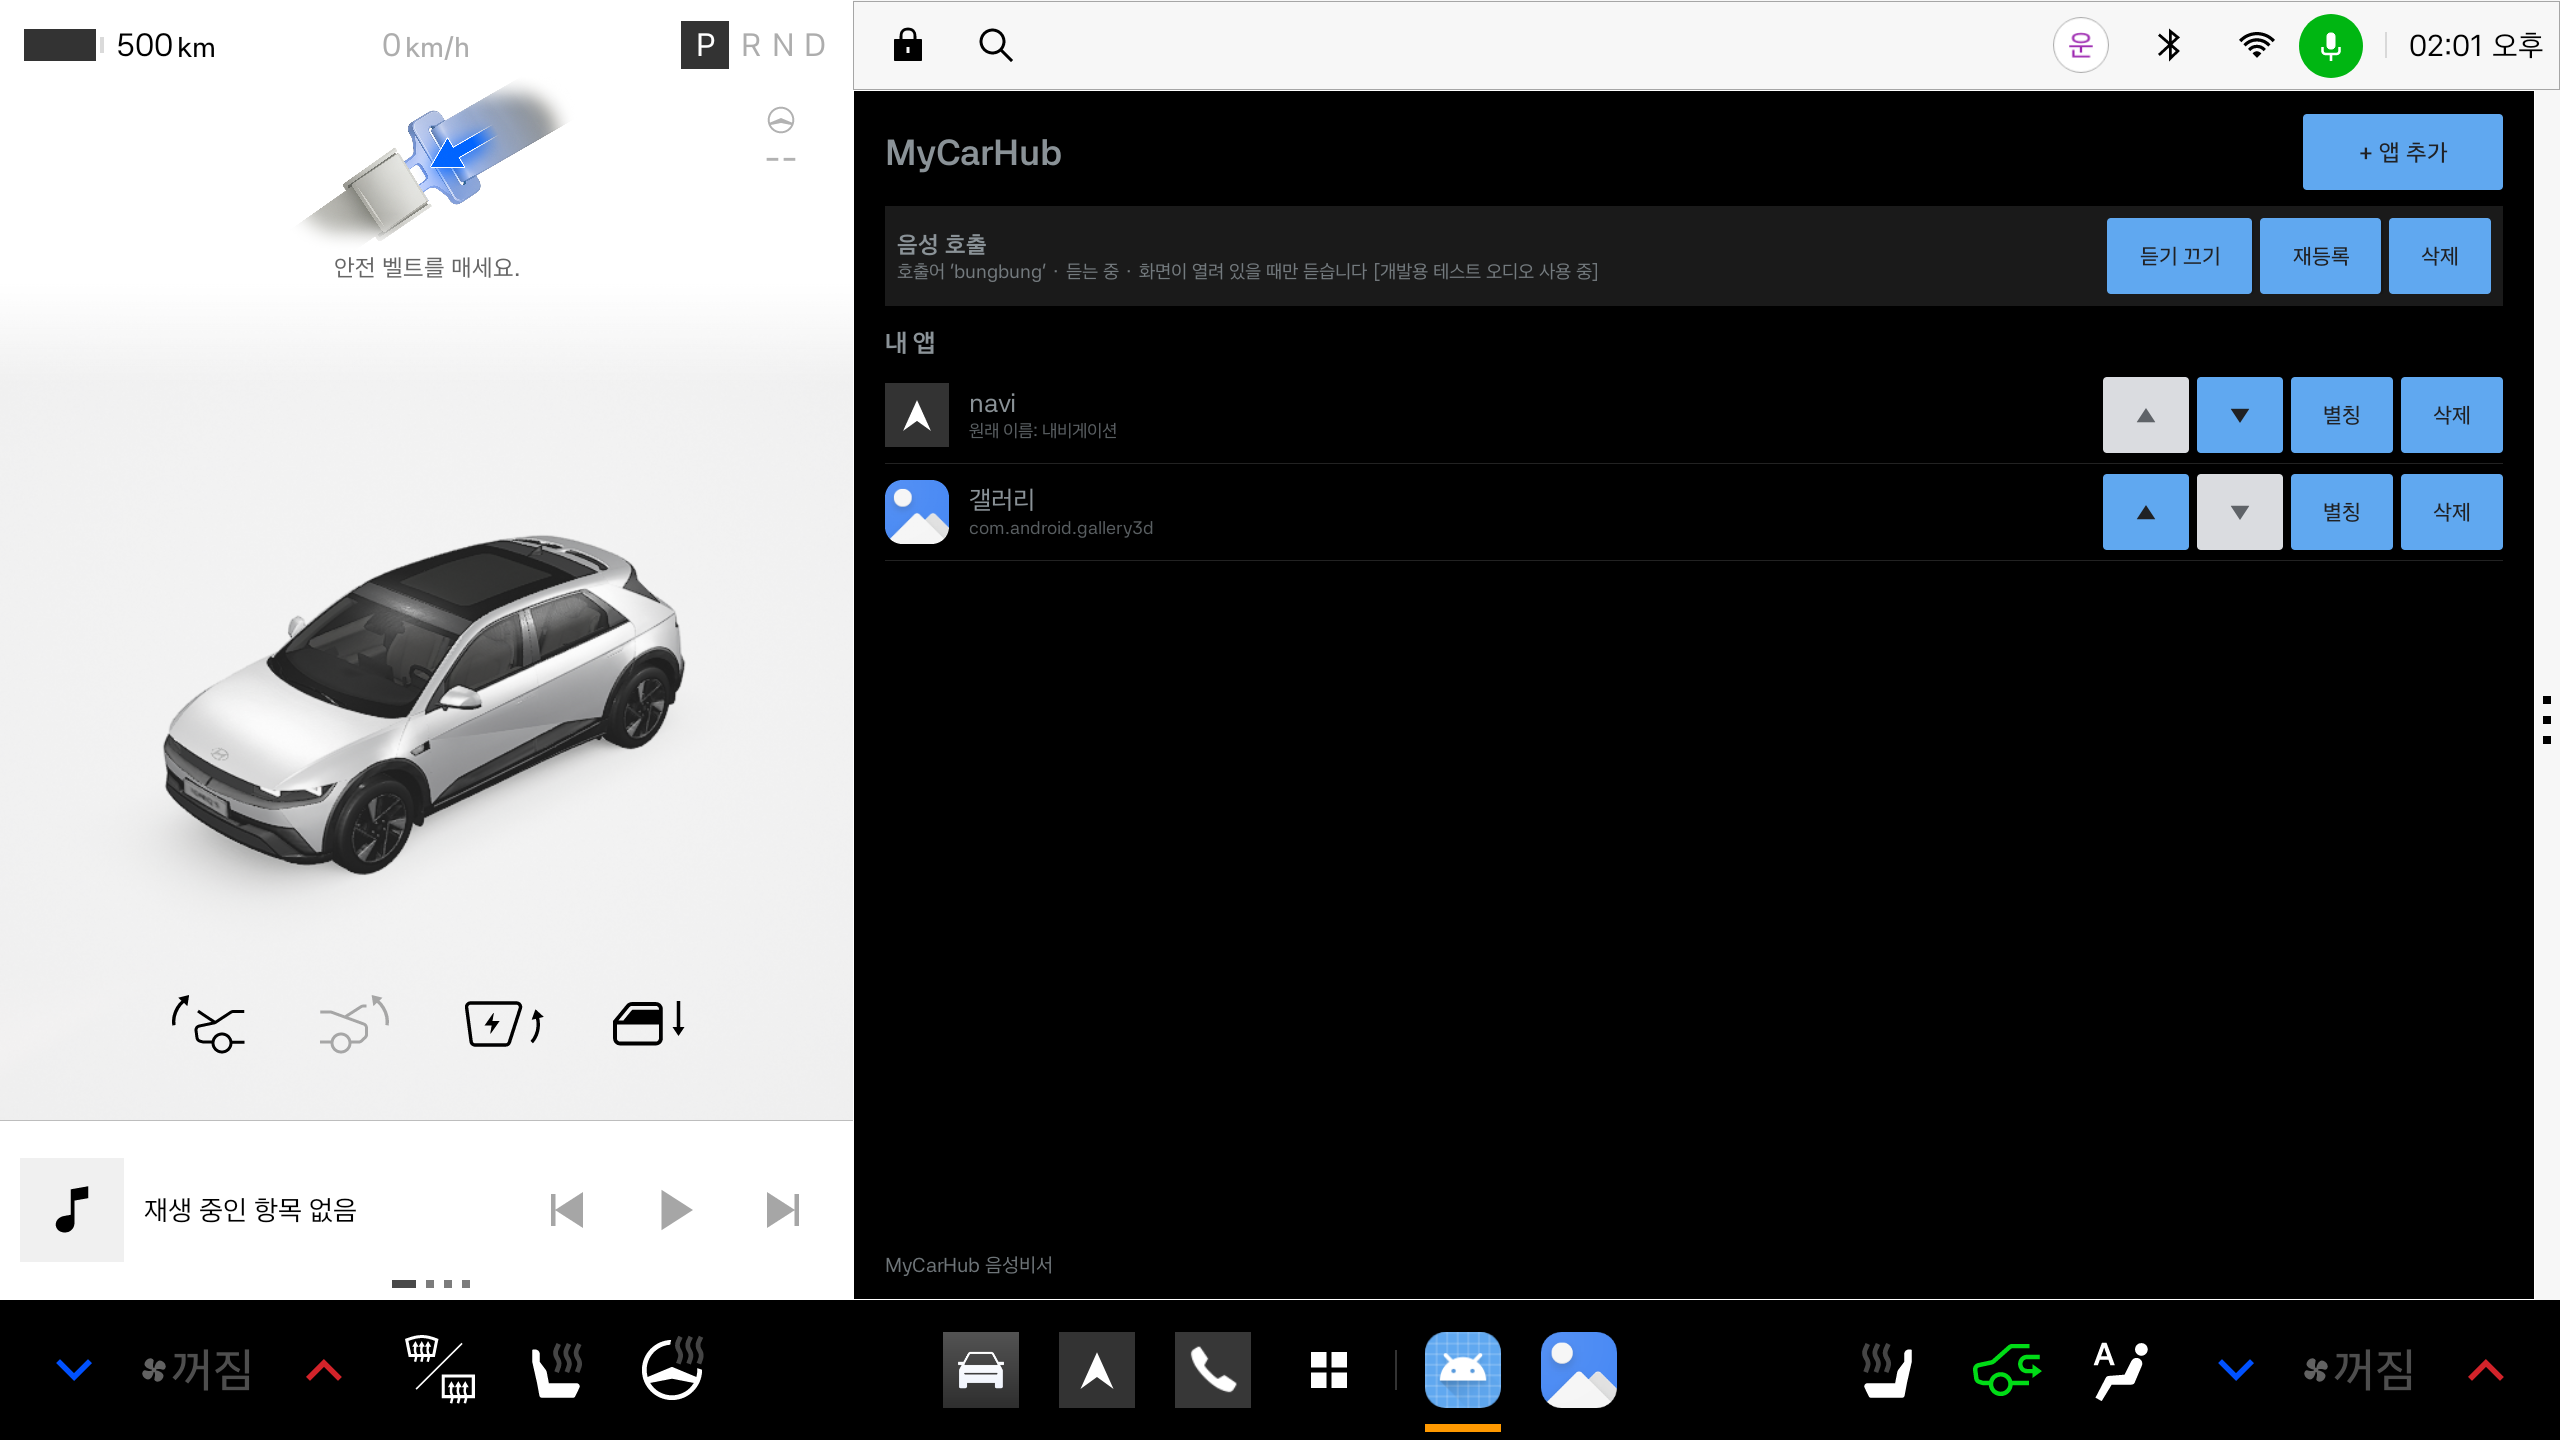 500 km
0 km/h
P R N D
운
02:01 오후
안전 벨트를 매세요.
MyCarHub
+ 앱 추가
음성 호출
호출어 ‘bungbung’ · 듣는 중 · 화면이 열려 있을 때만 듣습니다 [개발용 테스트 오디오 사용 중]
듣기 끄기
재등록
삭제
내 앱
navi
원래 이름: 내비게이션
▲
▼
별칭
삭제
갤러리
com.android.gallery3d
▲
▼
별칭
삭제
재생 중인 항목 없음
MyCarHub 음성비서
꺼짐
A
꺼짐